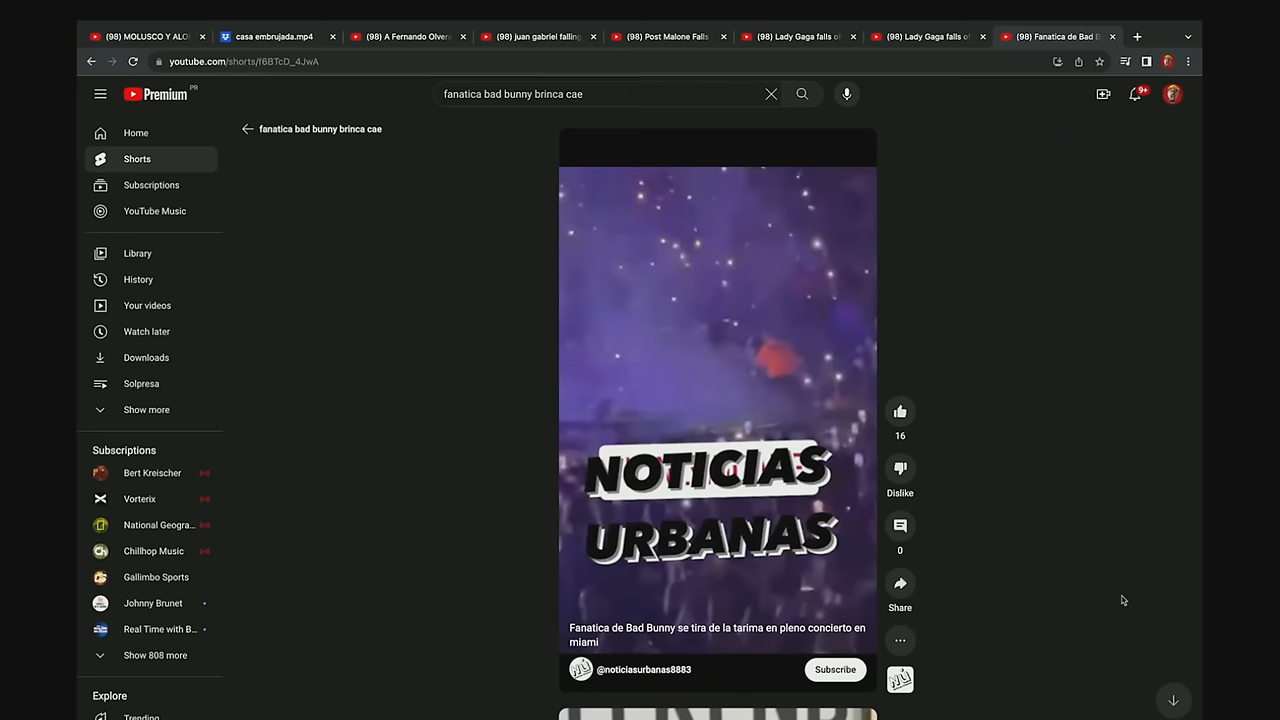 (98) MOLUSCO Y ALO
casa embrujada.mp4
(98) A Fernando Olvera
(98) juan gabriel falling
(98) Post Malone Falls
(98) Lady Gaga falls of
(98) Lady Gaga falls of
(98) Fanatica de Bad B
youtube.com/shorts/f6BTcD_4JwA
Premium PR
fanatica bad bunny brinca cae
9+
Home
fanatica bad bunny brinca cae
Shorts
Subscriptions
YouTube Music
Library
History
Your videos
Watch later
Downloads
Solpresa
Show more
Subscriptions
Bert Kreischer
Vorterix
National Geogra...
Chillhop Music
Gallimbo Sports
Johnny Brunet
Real Time with B...
Show 808 more
Explore
Trending
NOTICIAS
URBANAS
Fanatica de Bad Bunny se tira de la tarima en pleno concierto en
miami
@noticiasurbanas8883
Subscribe
16
Dislike
0
Share
NÚ